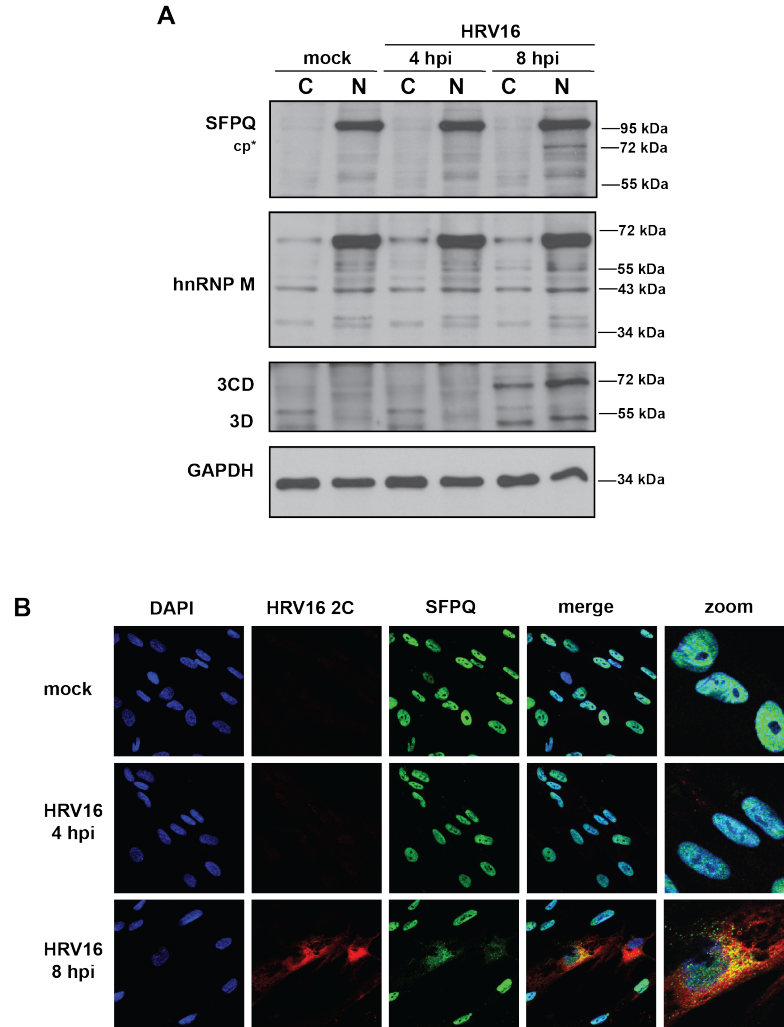 A
HRV16
mock 4 hpi 8 hpi
C N C N C N
SFPQ
cp*
95 kDa
72 kDa
55 kDa
hnRNP M
72 kDa
55 kDa
43 kDa
34 kDa
3CD
3D
72 kDa
55 kDa
GAPDH
34 kDa
B
DAPI HRV16 2C SFPQ merge zoom
mock
HRV16
4 hpi
HRV16
8 hpi